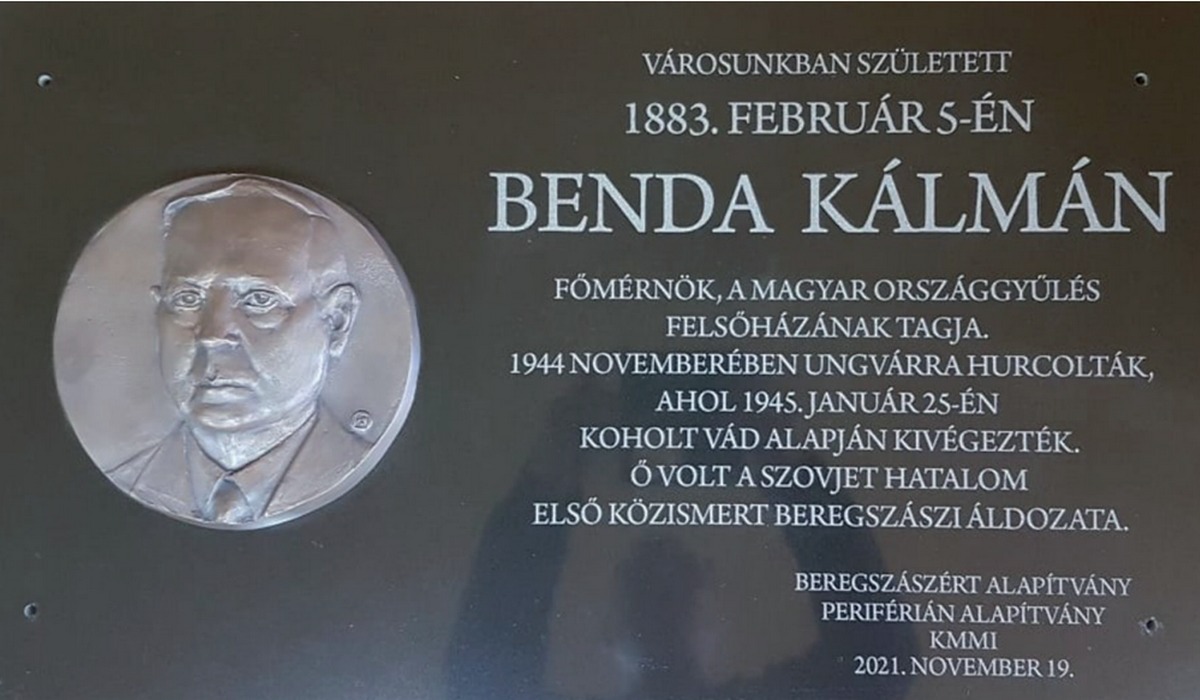 VÁROSUNKBAN SZÜLETETT
1883. FEBRUÁR 5-ÉN
BENDA KÁLMÁN
FŐMÉRNÖK, A MAGYAR ORSZÁGGYŰLÉS
FELSŐHÁZÁNAK TAGJA.
1944 NOVEMBERÉBEN UNGVÁRRA HURCOLTÁK,
AHOL 1945. JANUÁR 25-ÉN
KOHOLT VÁD ALAPJÁN KIVÉGEZTÉK.
Ő VOLT A SZOVJET HATALOM
ELSŐ KÖZISMERT BEREGSZÁSZI ÁLDOZATA.
BEREGSZÁSZÉRT ALAPÍTVÁNY
PERIFÉRIÁN ALAPÍTVÁNY
KMMI
2021. NOVEMBER 19.